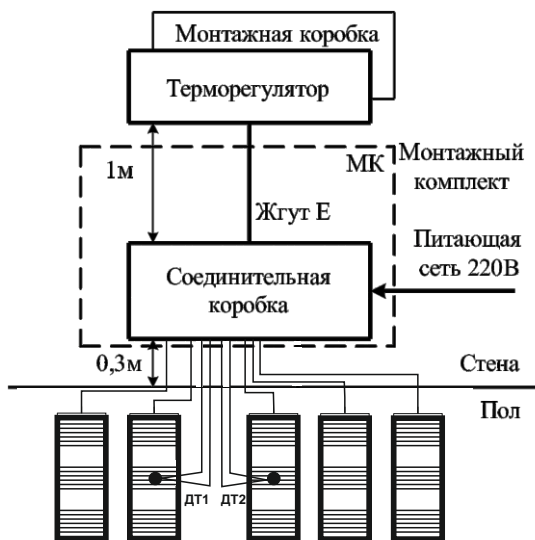 Монтажная коробка
Терморегулятор
МК
Монтажный
комплект
1м
Жгут Е
Питающая
сеть 220В
Соединительная
коробка
0,3м
Стена
Пол
ДТ1
ДТ2